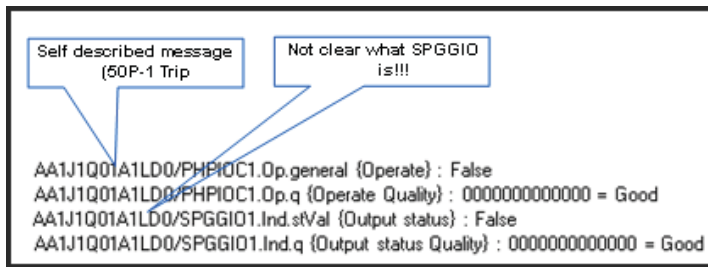 Self described message
(50P-1 Trip
Not clear what SPGGIO
is!!!
AA1J1Q01A1LD0/PHPIOC1.Op.general {Operate} : False
AA1J1Q01A1LD0/PHPIOC1.Op.q {Operate Quality} : 0000000000000 = Good
AA1J1Q01A1LD0/SPGGIO1.Ind.stVal {Output status} : False
AA1J1Q01A1LD0/SPGGIO1.Ind.q {Output status Quality} : 0000000000000 = Good